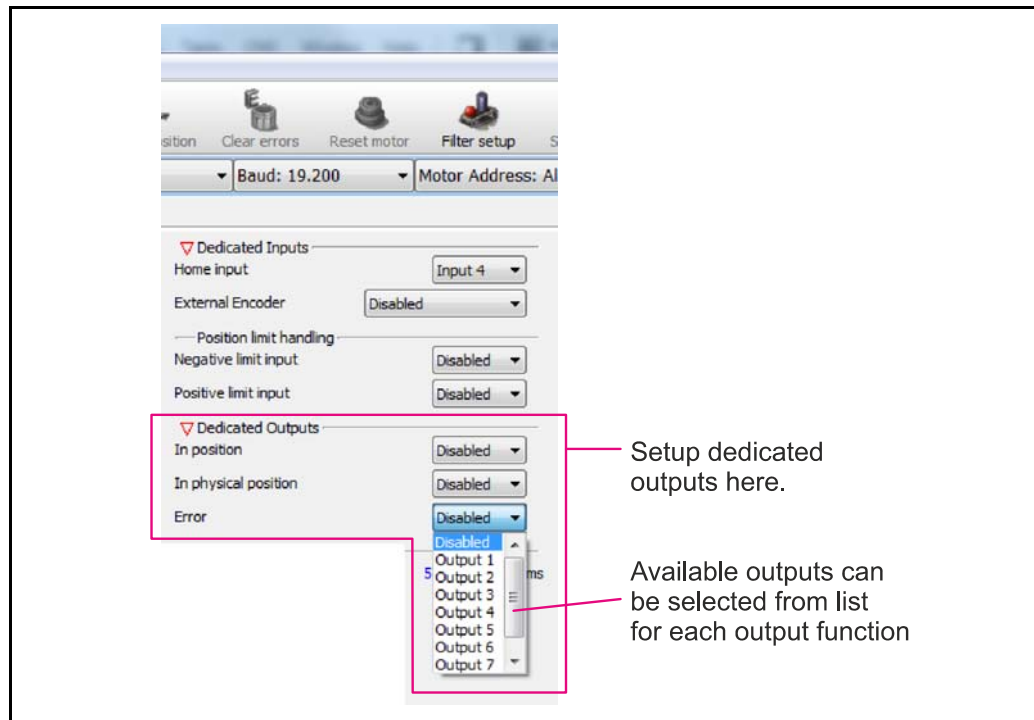 sition Clear errors Reset motor Filter setup S
Baud: 19.200 Motor Address: Al
Dedicated Inputs
Home input Input 4
External Encoder Disabled
Position limit handling
Negative limit input Disabled
Positive limit input Disabled
Dedicated Outputs
In position Disabled
In physical position Disabled
Error Disabled
Disabled
Output 1
5 Output 2 ms
Output 3
Output 4
Output 5
Output 6
Output 7
Setup dedicated
outputs here.
Available outputs can
be selected from list
for each output function